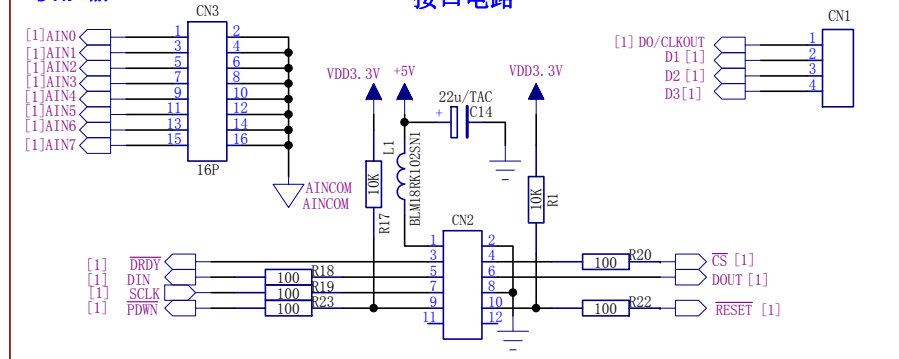 接口电路
CN3
[1]AIN0 1 2
[1]AIN1 3 4
[1]AIN2 5 6
[1]AIN3 7 8
[1]AIN4 9 10
[1]AIN5 11 12
[1]AIN6 13 14
[1]AIN7 15 16
16P
AINCOM
AINCOM
CN1
[1] DO/CLKOUT 1
D1 [1] 2
D2 [1] 3
D3[1] 4
VDD3.3V +5V VDD3.3V
22u/TAC
+ C14
L1
BLM18RK102SN1
10K
R17
10K
R1
CN2
1 2
[1] DRDY 3 4 100 R20 CS [1]
[1] DIN 100 R18 5 6 DOUT [1]
[1] SCLK 100 R19 7 8
[1] PDWN 100 R23 9 10 100 R22 RESET [1]
11 12